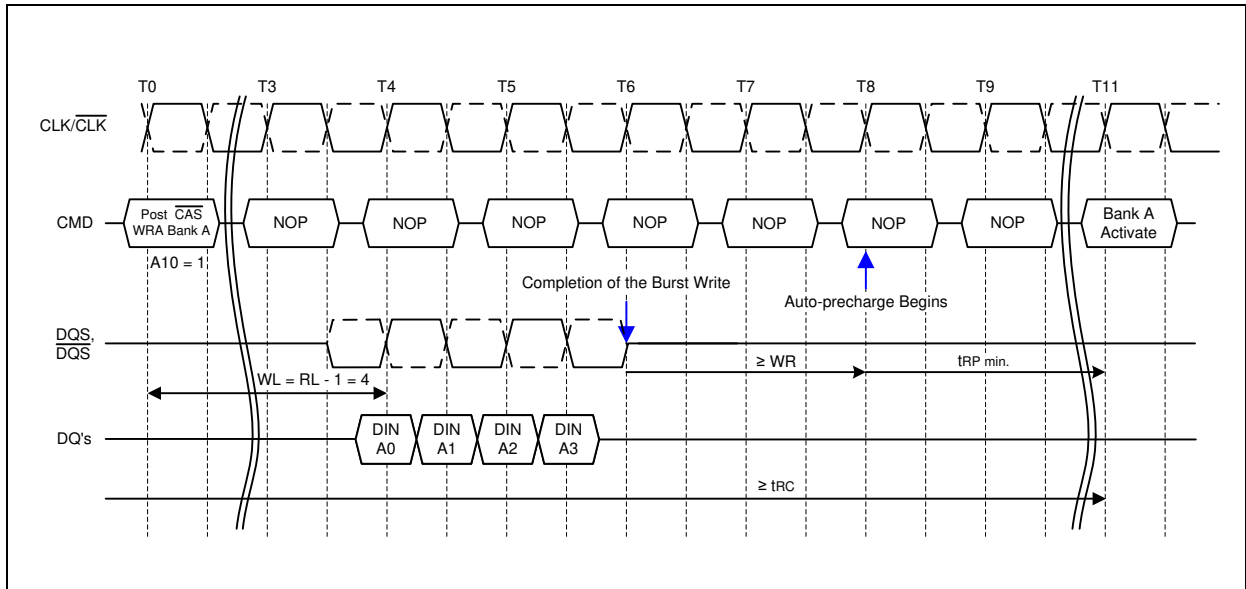 T0 T3 T4 T5 T6 T7 T8 T9 T11
CLK/CLK
CMD
Post CAS
WRA Bank A
NOP NOP NOP NOP NOP NOP NOP
Bank A
Activate
A10 = 1
Completion of the Burst Write
Auto-precharge Begins
DQS,
DQS
≥ WR
tRP min.
WL = RL - 1 = 4
DQ's
DIN
A0
DIN
A1
DIN
A2
DIN
A3
≥ tRC